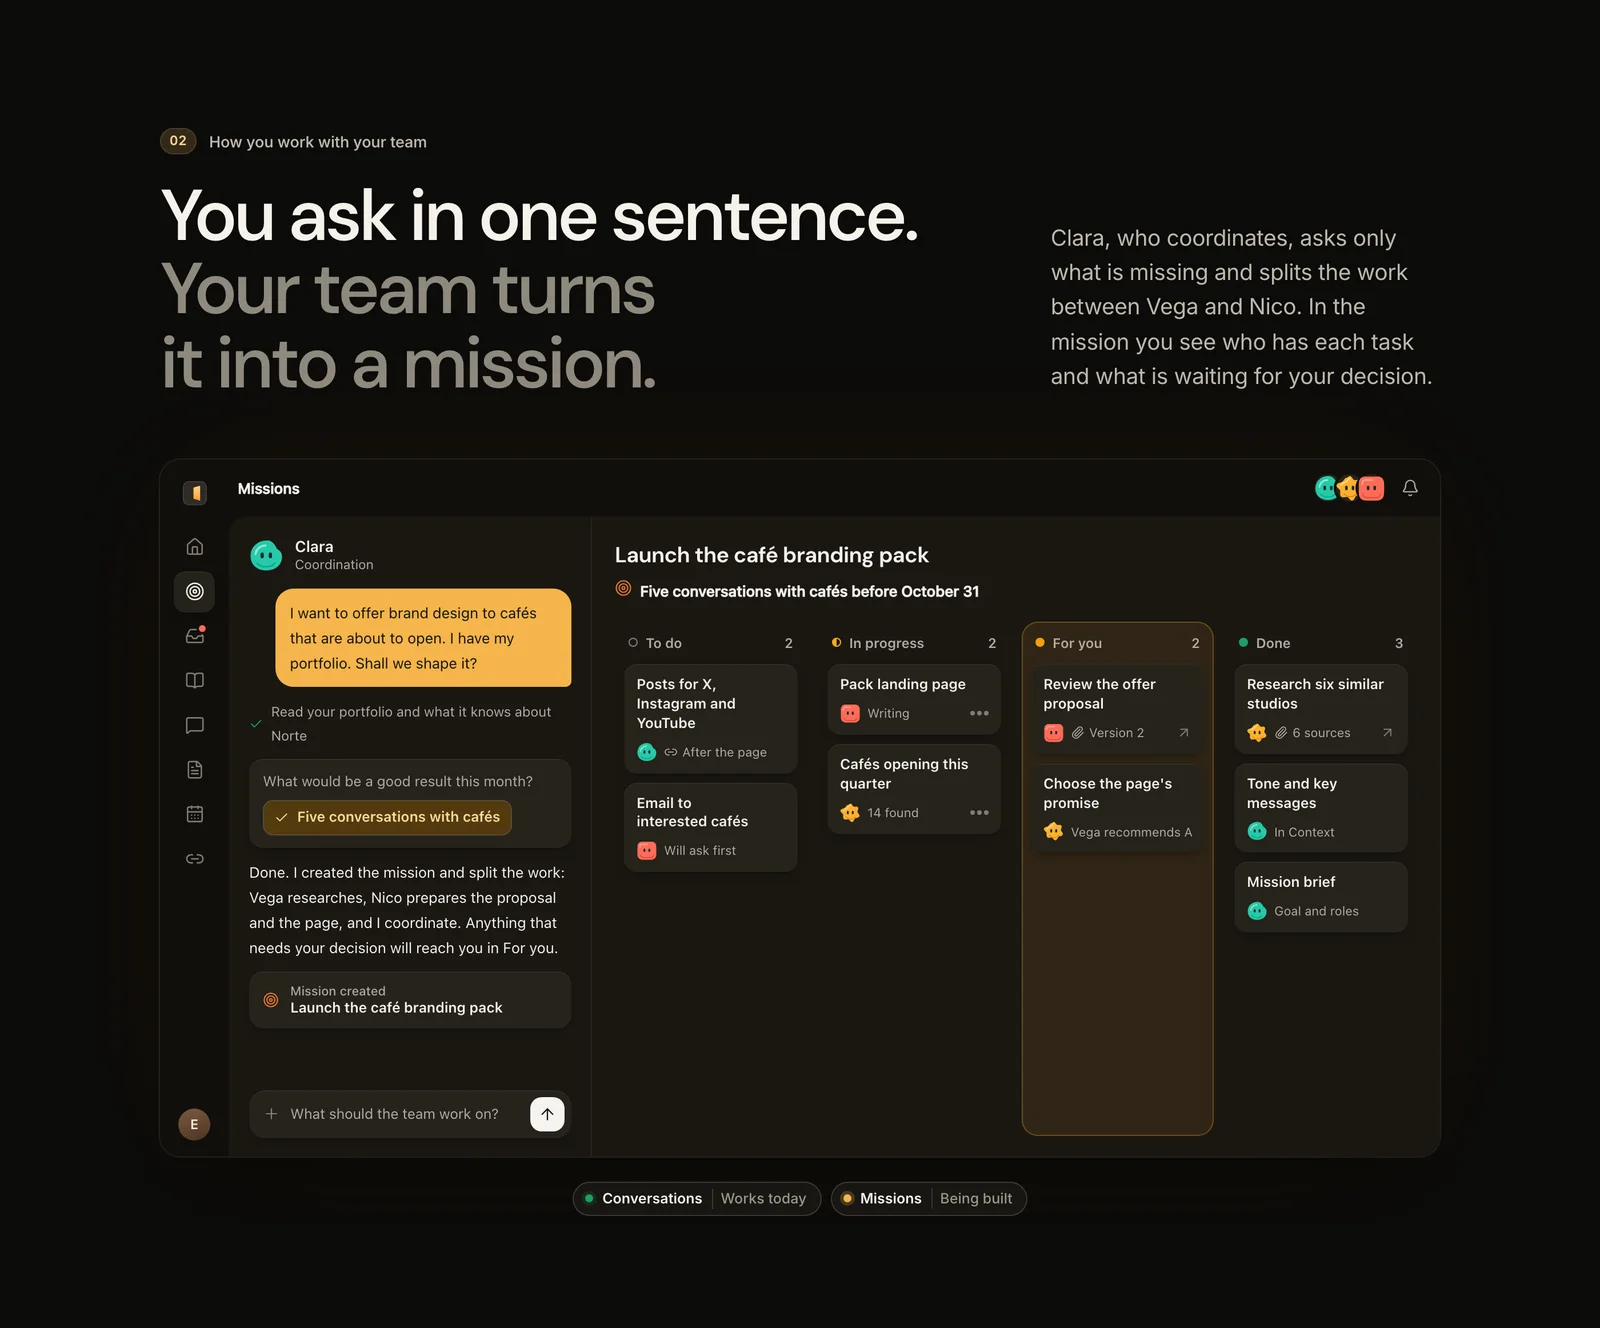 02
How you work with your team
You ask in one sentence.
Your team turns
it into a mission.
Clara, who coordinates, asks only
what is missing and splits the work
between Vega and Nico. In the
mission you see who has each task
and what is waiting for your decision.
Missions
Clara
Coordination
I want to offer brand design to cafés
that are about to open. I have my
portfolio. Shall we shape it?
Read your portfolio and what it knows about
Norte
What would be a good result this month?
Five conversations with cafés
Done. I created the mission and split the work:
Vega researches, Nico prepares the proposal
and the page, and I coordinate. Anything that
needs your decision will reach you in For you.
Mission created
Launch the café branding pack
What should the team work on?
E
Launch the café branding pack
Five conversations with cafés before October 31
To do 2
Posts for X,
Instagram and
YouTube
After the page
Email to
interested cafés
Will ask first
In progress 2
Pack landing page
Writing
Cafés opening this
quarter
14 found
For you 2
Review the offer
proposal
Version 2
Choose the page's
promise
Vega recommends A
Done 3
Research six similar
studios
6 sources
Tone and key
messages
In Context
Mission brief
Goal and roles
Conversations Works today
Missions Being built